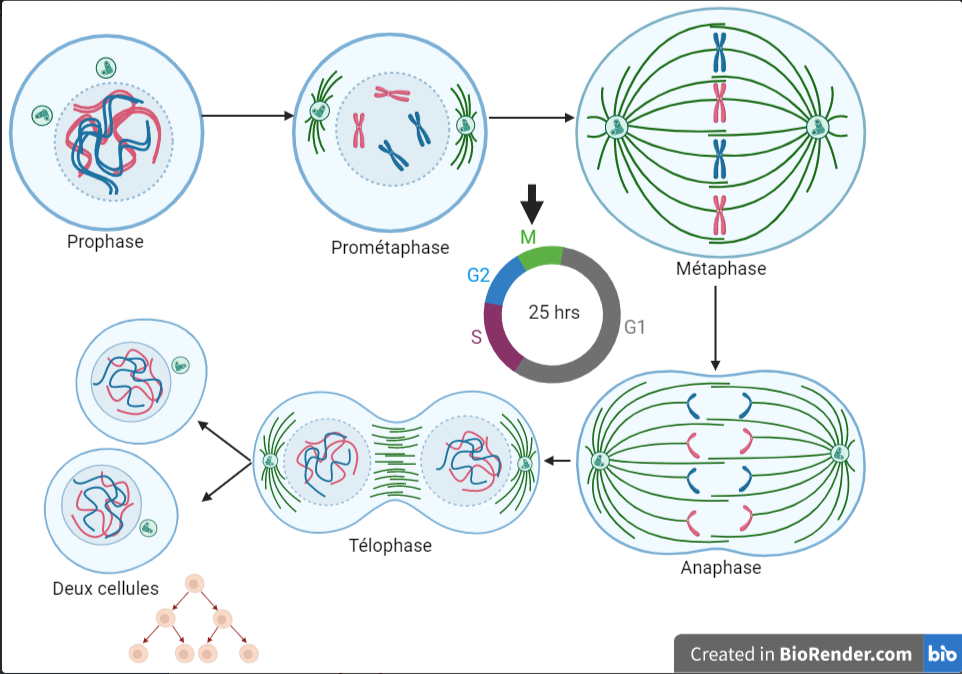 Prophase
Prométaphase
Métaphase
M
G2
25 hrs
S
G1
Anaphase
Télophase
Deux cellules
Created in BioRender.com bio